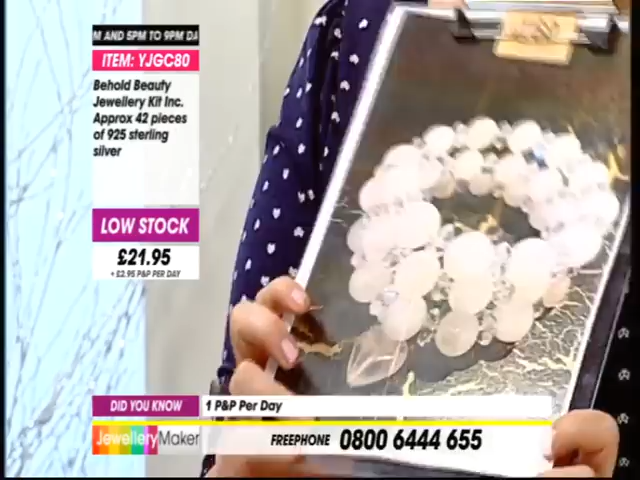 M AND 5PM TO 9PM DA
ITEM: YJGC80
Behold Beauty
Jewellery Kit Inc.
Approx 42 pieces
of 925 sterling
silver
LOW STOCK
£21.95
+ £2.95 P&P PER DAY
DID YOU KNOW
1 P&P Per Day
JewelleryMaker
FREEPHONE 0800 6444 655